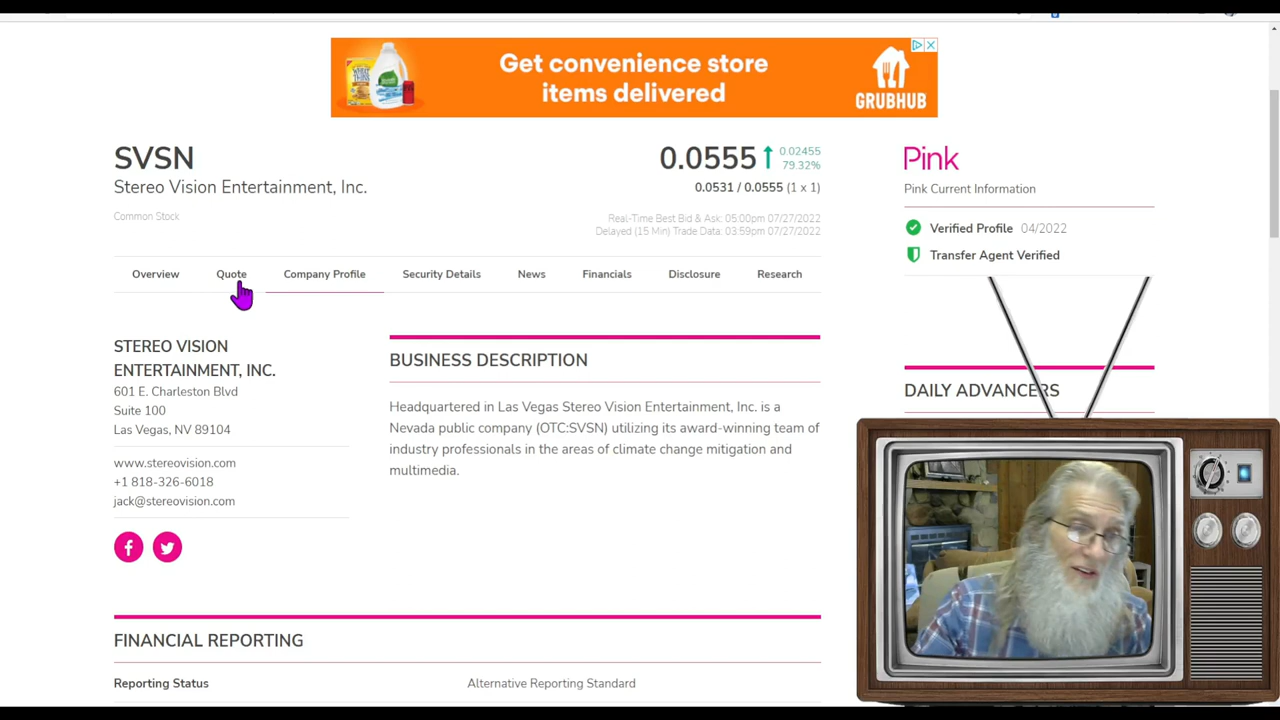 Get convenience store
items delivered
GRUBHUB
SVSN
Stereo Vision Entertainment, Inc.
Common Stock
0.0555
0.02455
79.32%
0.0531 / 0.0555 (1 x 1)
Real-Time Best Bid & Ask: 05:00pm 07/27/2022
Delayed (15 Min) Trade Data: 03:59pm 07/27/2022
Pink
Pink Current Information
Verified Profile 04/2022
Transfer Agent Verified
Overview Quote Company Profile Security Details News Financials Disclosure Research
STEREO VISION
ENTERTAINMENT, INC.
601 E. Charleston Blvd
Suite 100
Las Vegas, NV 89104
www.stereovision.com
+1 818-326-6018
jack@stereovision.com
BUSINESS DESCRIPTION
Headquartered in Las Vegas Stereo Vision Entertainment, Inc. is a
Nevada public company (OTC:SVSN) utilizing its award-winning team of
industry professionals in the areas of climate change mitigation and
multimedia.
DAILY ADVANCERS
FINANCIAL REPORTING
Reporting Status Alternative Reporting Standard